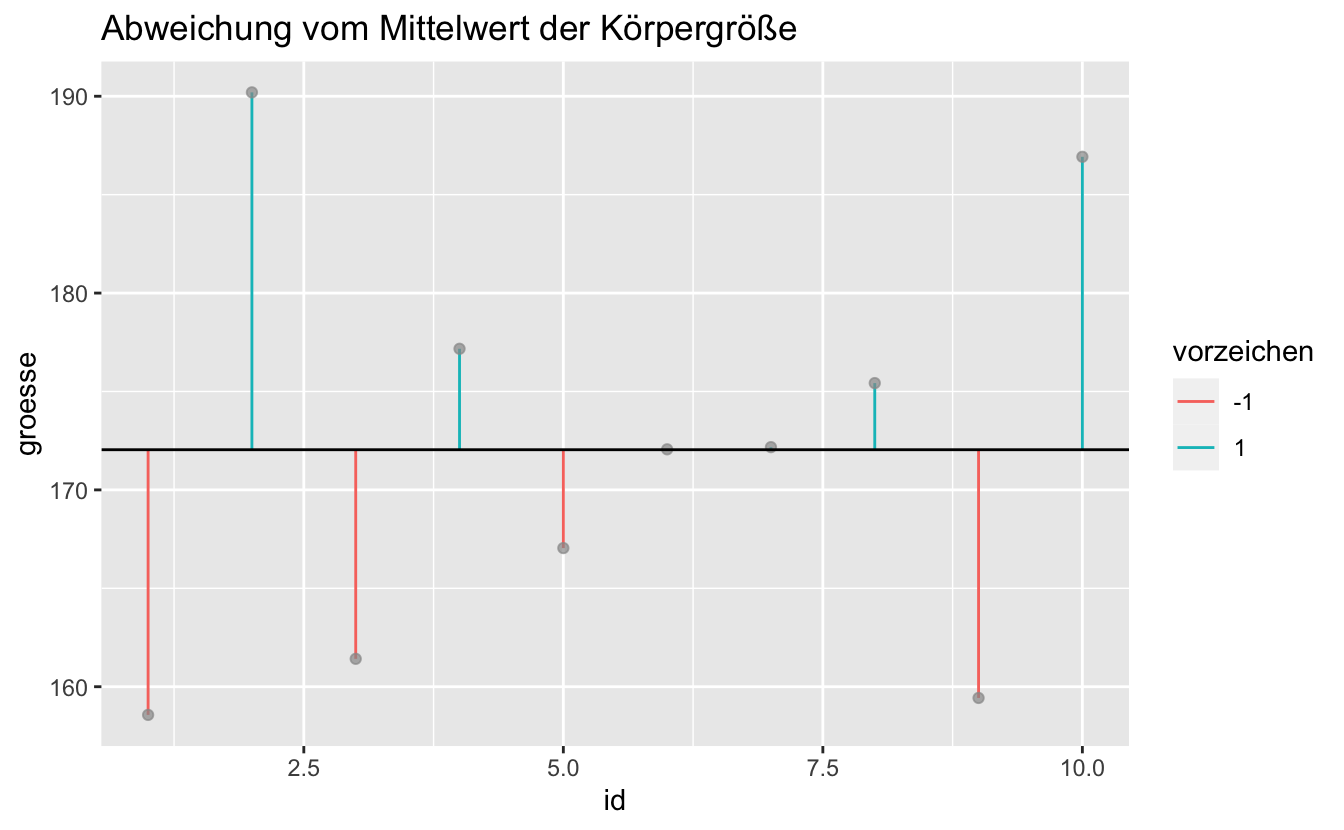 Abweichung vom Mittelwert der Körpergröße
190
180
170
160
groesse
2.5
5.0
7.5
10.0
id
vorzeichen
-1
1